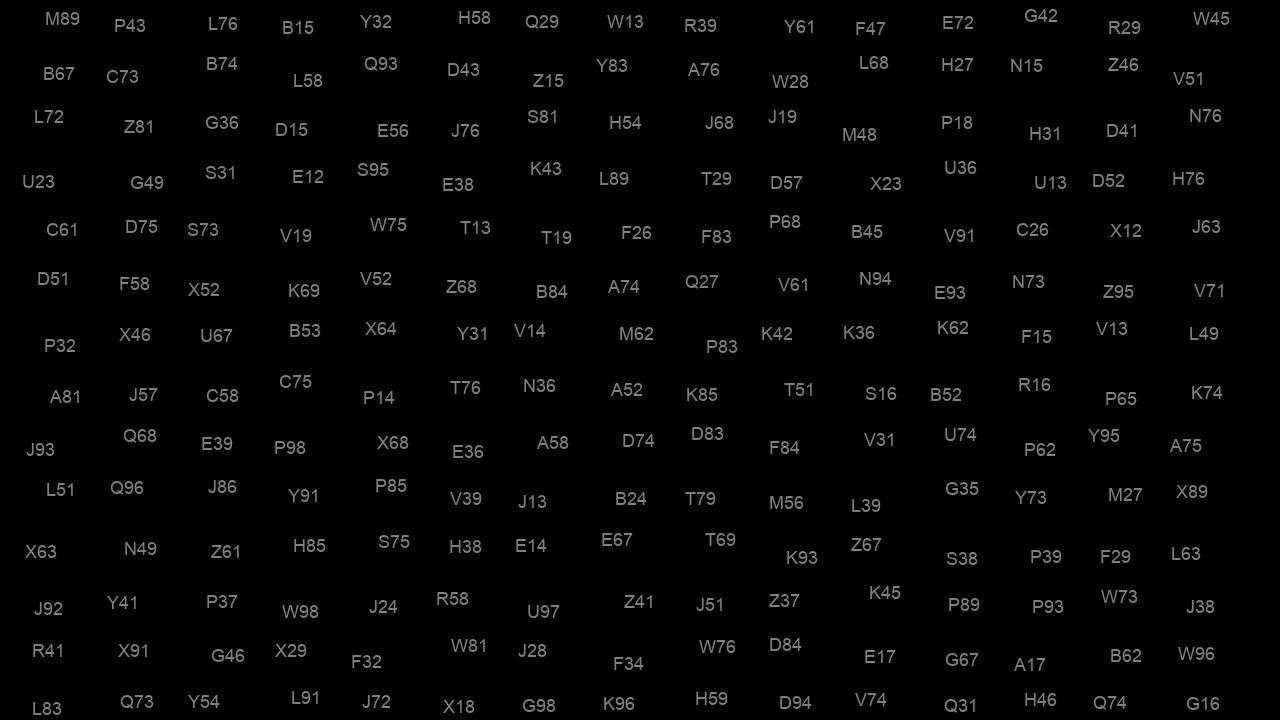 M89 P43 L76 B15 Y32 H58 Q29 W13 R39 Y61 F47 E72 G42 R29 W45
B67 C73 B74 L58 Q93 D43 Z15 Y83 A76 W28 L68 H27 N15 Z46 V51
L72 Z81 G36 D15 E56 J76 S81 H54 J68 J19 M48 P18 H31 D41 N76
U23 G49 S31 E12 S95 E38 K43 L89 T29 D57 X23 U36 U13 D52 H76
C61 D75 S73 V19 W75 T13 T19 F26 F83 P68 B45 V91 C26 X12 J63
D51 F58 X52 K69 V52 Z68 B84 A74 Q27 V61 N94 E93 N73 Z95 V71
P32 X46 U67 B53 X64 Y31 V14 M62 P83 K42 K36 K62 F15 V13 L49
A81 J57 C58 C75 P14 T76 N36 A52 K85 T51 S16 B52 R16 P65 K74
J93 Q68 E39 P98 X68 E36 A58 D74 D83 F84 V31 U74 P62 Y95 A75
L51 Q96 J86 Y91 P85 V39 J13 B24 T79 M56 L39 G35 Y73 M27 X89
X63 N49 Z61 H85 S75 H38 E14 E67 T69 K93 Z67 S38 P39 F29 L63
J92 Y41 P37 W98 J24 R58 U97 Z41 J51 Z37 K45 P89 P93 W73 J38
R41 X91 G46 X29 F32 W81 J28 F34 W76 D84 E17 G67 A17 B62 W96
L83 Q73 Y54 L91 J72 X18 G98 K96 H59 D94 V74 Q31 H46 Q74 G16